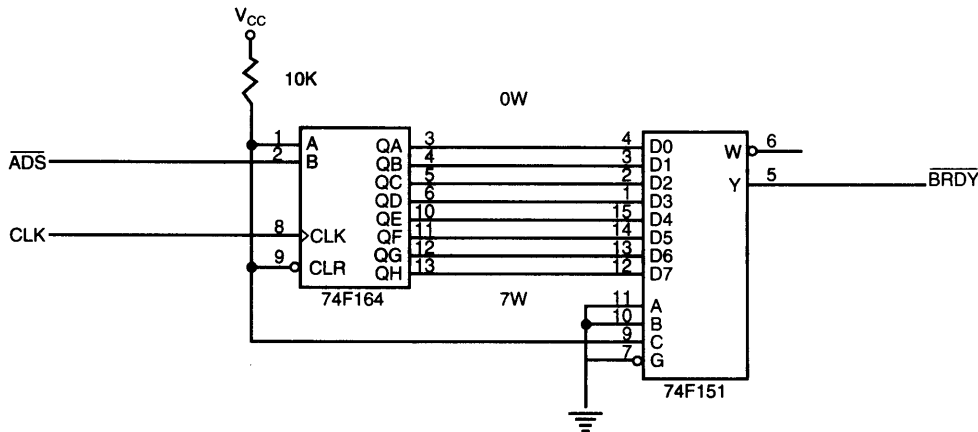 VCC
10K
0W
1 A QA 3 4 D0 W 6
ADS 2 B QB 4 3 D1
QC 5 2 D2 Y 5 BRDY
QD 6 1 D3
QE 10 15 D4
CLK 8 CLK QF 11 14 D5
QG 12 13 D6
9 CLR QH 13 12 D7
74F164 7W
11 A
10 B
9 C
7 G
74F151